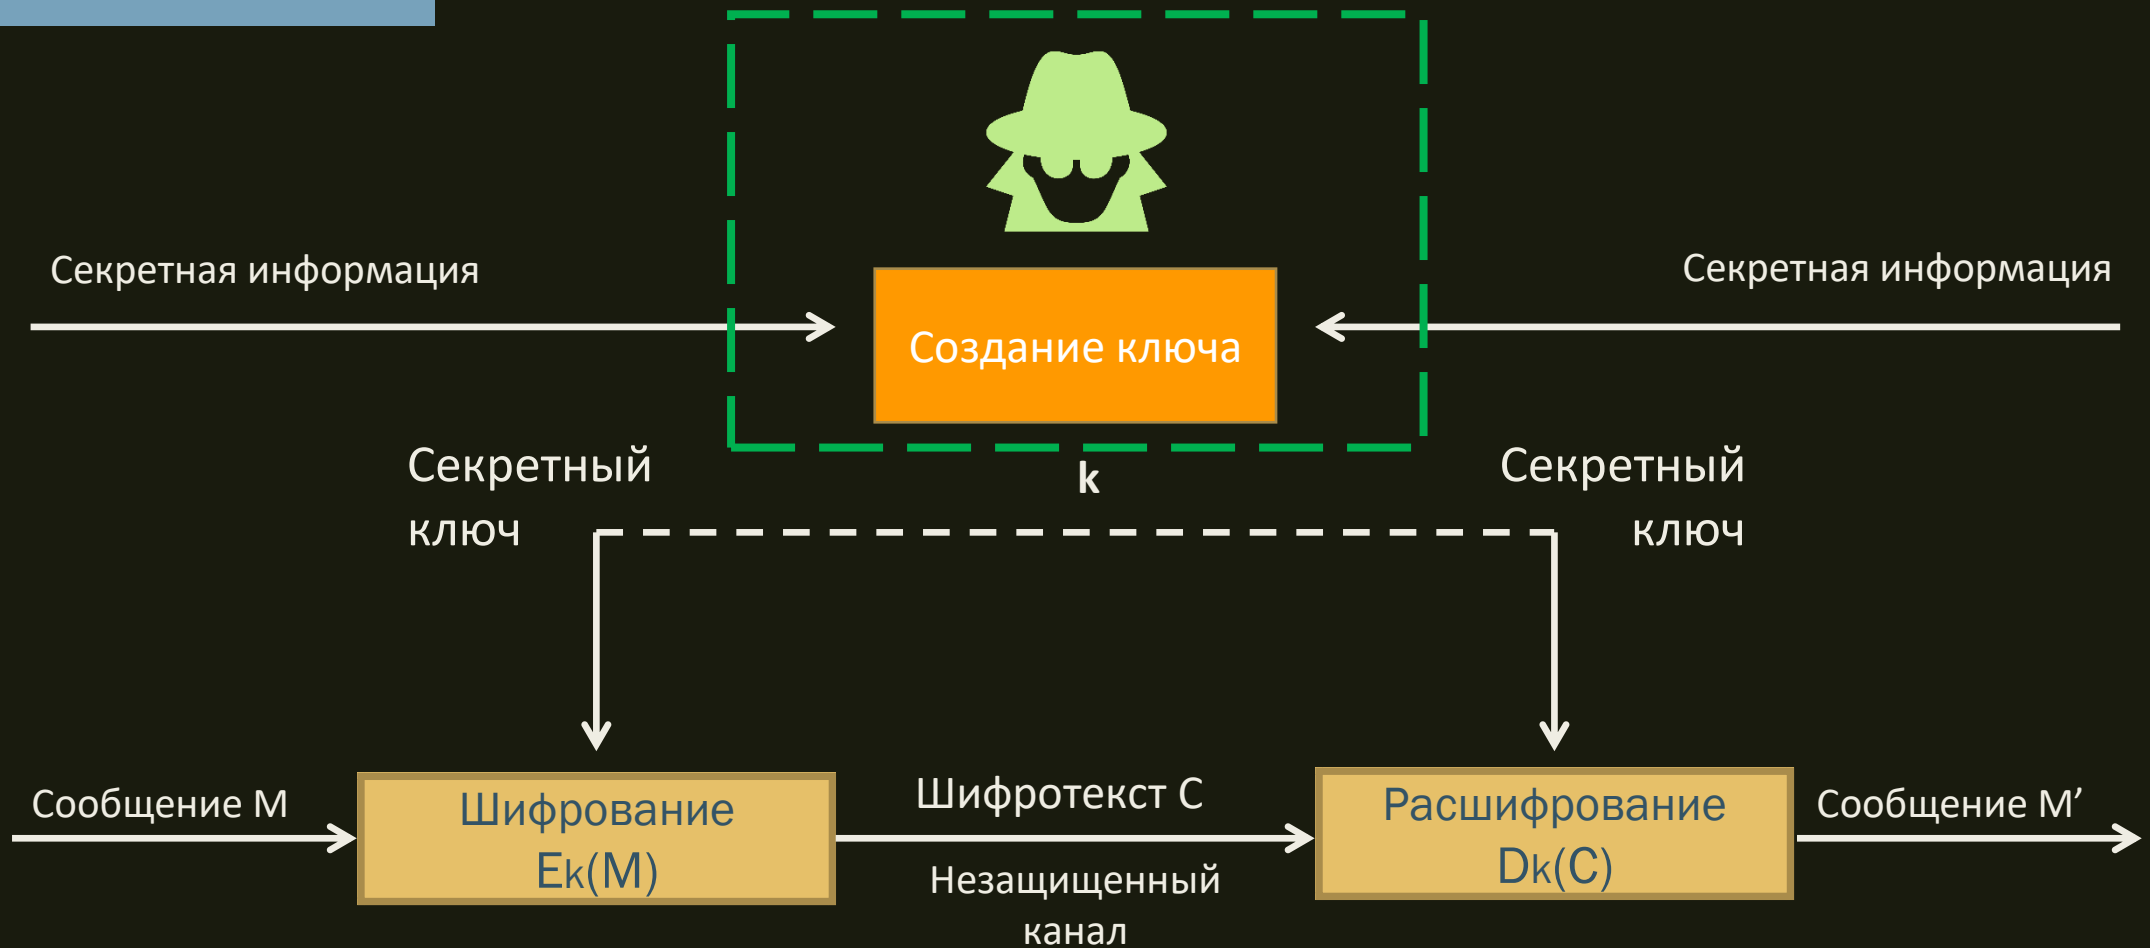 Секретная информация
Секретная информация
Создание ключа
Секретный
ключ
k
Секретный
ключ
Сообщение М
Шифрование
Ek(M)
Шифротекст С
Незащищенный
канал
Расшифрование
Dk(C)
Сообщение М’